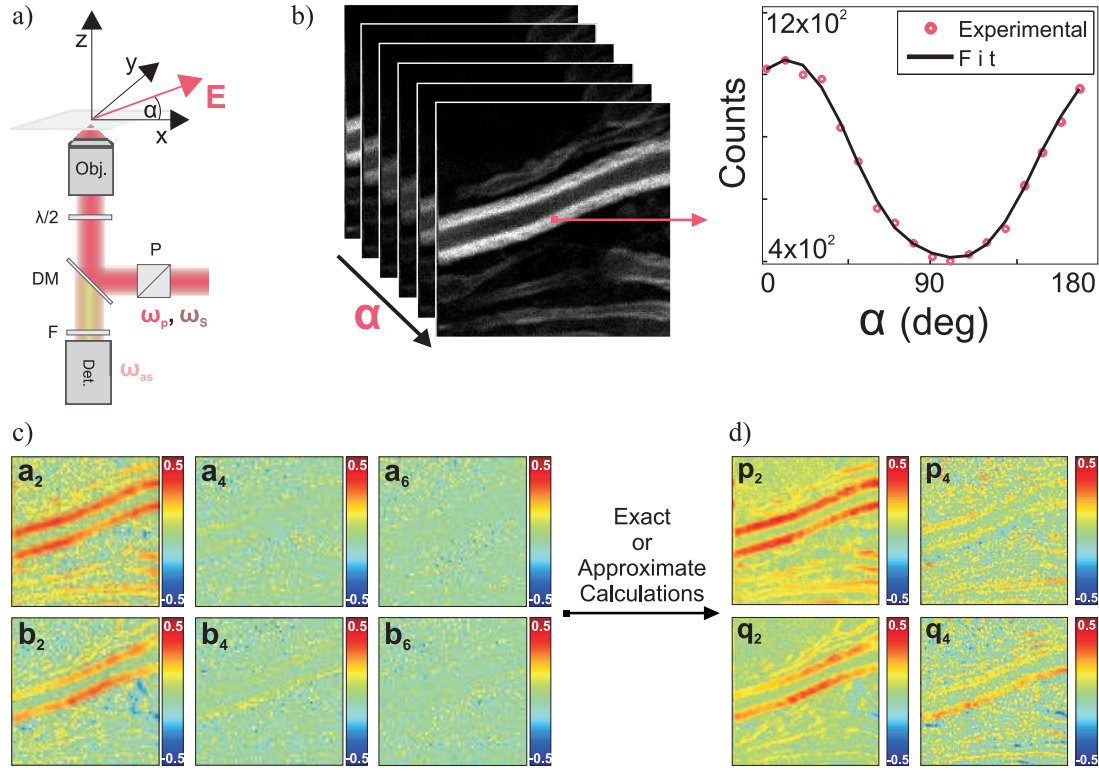 a)
z
y
E
α
x
Obj.
λ/2
P
DM
ωp, ωs
F
Det.
ωas
b)
α
12x10²
Experimental
Fit
Counts
4x10²
0
90
180
α (deg)
c)
a₂
0.5
-0.5
a₄
0.5
-0.5
a₆
0.5
-0.5
b₂
0.5
-0.5
b₄
0.5
-0.5
b₆
0.5
-0.5
Exact
or
Approximate
Calculations
d)
p₂
0.5
-0.5
p₄
0.5
-0.5
q₂
0.5
-0.5
q₄
0.5
-0.5